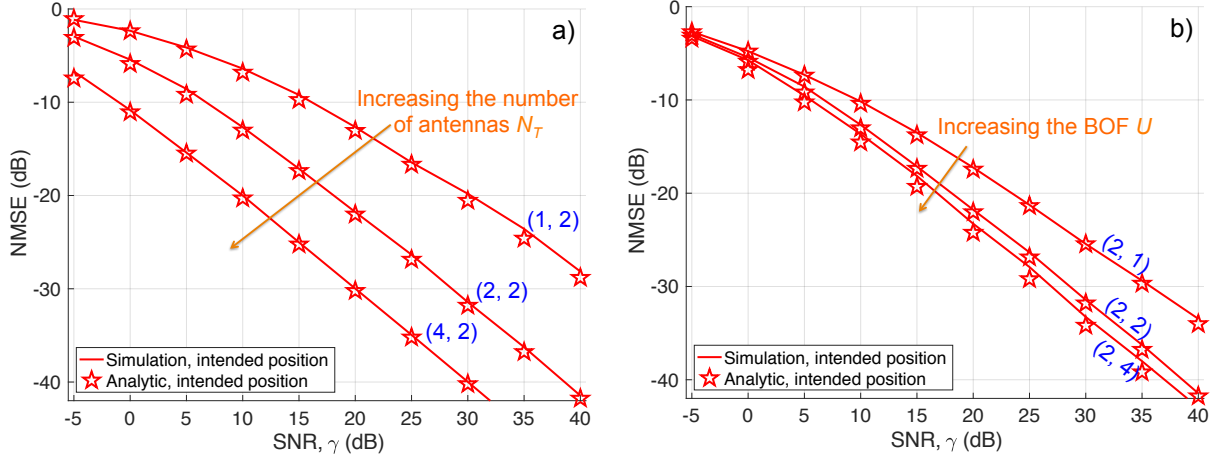 a)
0
-10
-20
-30
-40
NMSE (dB)
Increasing the number
of antennas N_T
(1, 2)
(2, 2)
(4, 2)
Simulation, intended position
Analytic, intended position
-5 0 5 10 15 20 25 30 35 40
SNR, γ (dB)
b)
0
-10
-20
-30
-40
NMSE (dB)
Increasing the BOF U
(2, 1)
(2, 2)
(2, 4)
Simulation, intended position
Analytic, intended position
-5 0 5 10 15 20 25 30 35 40
SNR, γ (dB)